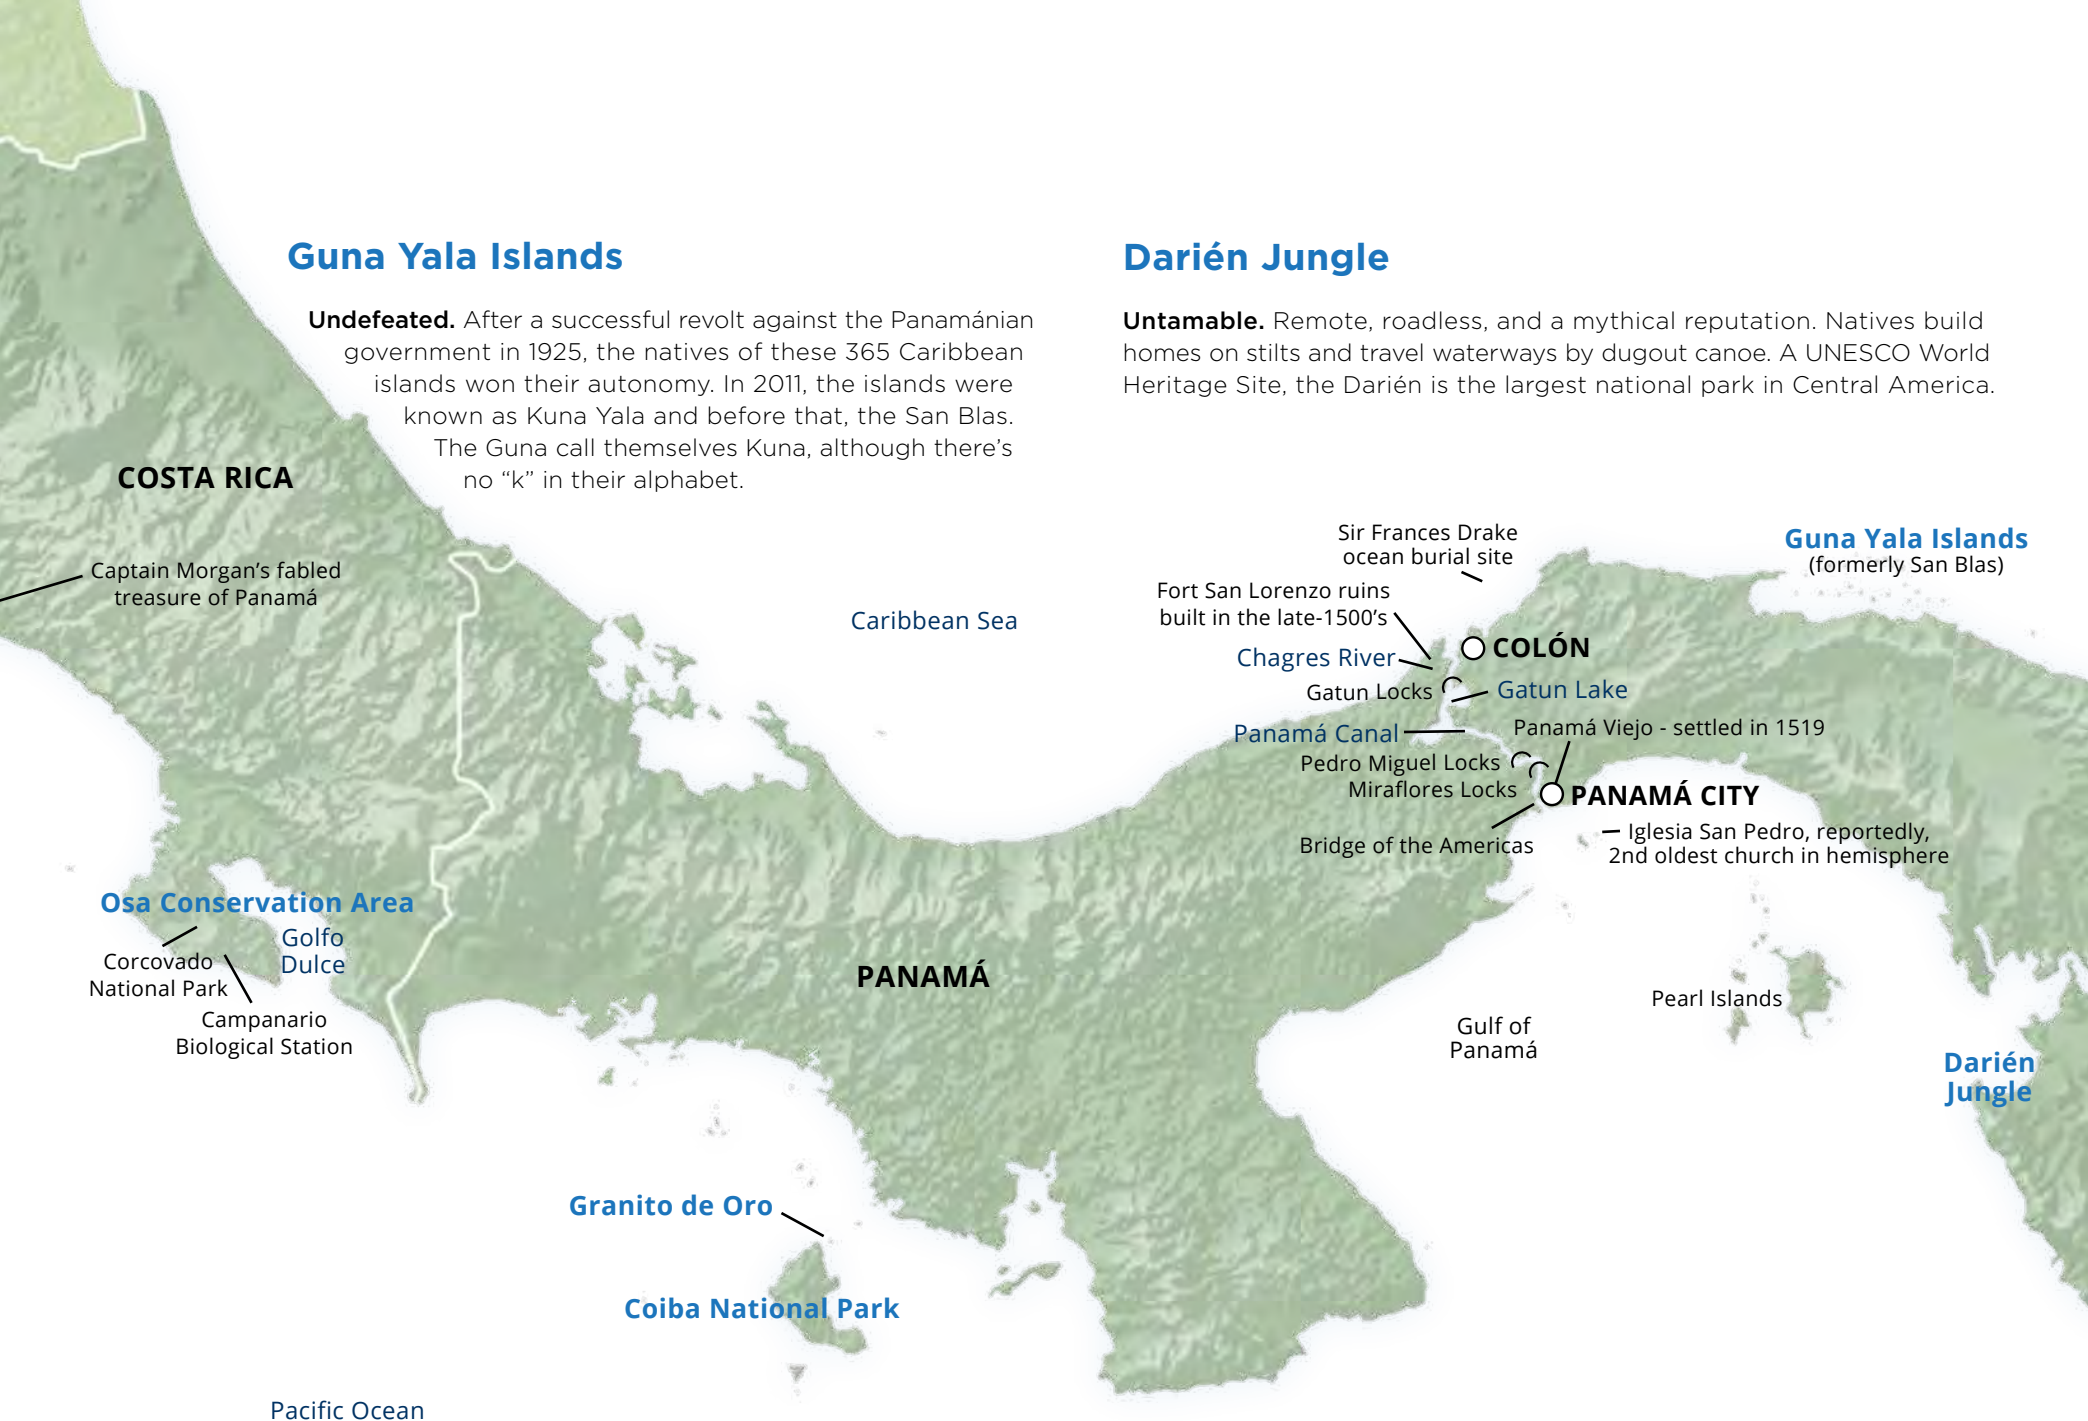 Guna Yala Islands
Undefeated. After a successful revolt against the Panamánian
government in 1925, the natives of these 365 Caribbean
islands won their autonomy. In 2011, the islands were
known as Kuna Yala and before that, the San Blas.
The Guna call themselves Kuna, although there's
no “k” in their alphabet.
Darién Jungle
Untamable. Remote, roadless, and a mythical reputation. Natives build
homes on stilts and travel waterways by dugout canoe. A UNESCO World
Heritage Site, the Darién is the largest national park in Central America.
COSTA RICA
Captain Morgan's fabled
treasure of Panamá
Caribbean Sea
Sir Frances Drake
ocean burial site
Fort San Lorenzo ruins
built in the late-1500's
Chagres River
Gatun Locks
Panamá Canal
Pedro Miguel Locks
Miraflores Locks
Bridge of the Americas
COLÓN
Gatun Lake
Panamá Viejo - settled in 1519
PANAMÁ CITY
Iglesia San Pedro, reportedly,
2nd oldest church in hemisphere
Guna Yala Islands
(formerly San Blas)
Osa Conservation Area
Golfo
Dulce
Corcovado
National Park
Campanario
Biological Station
PANAMÁ
Pearl Islands
Gulf of
Panamá
Darién
Jungle
Granito de Oro
Coiba National Park
Pacific Ocean